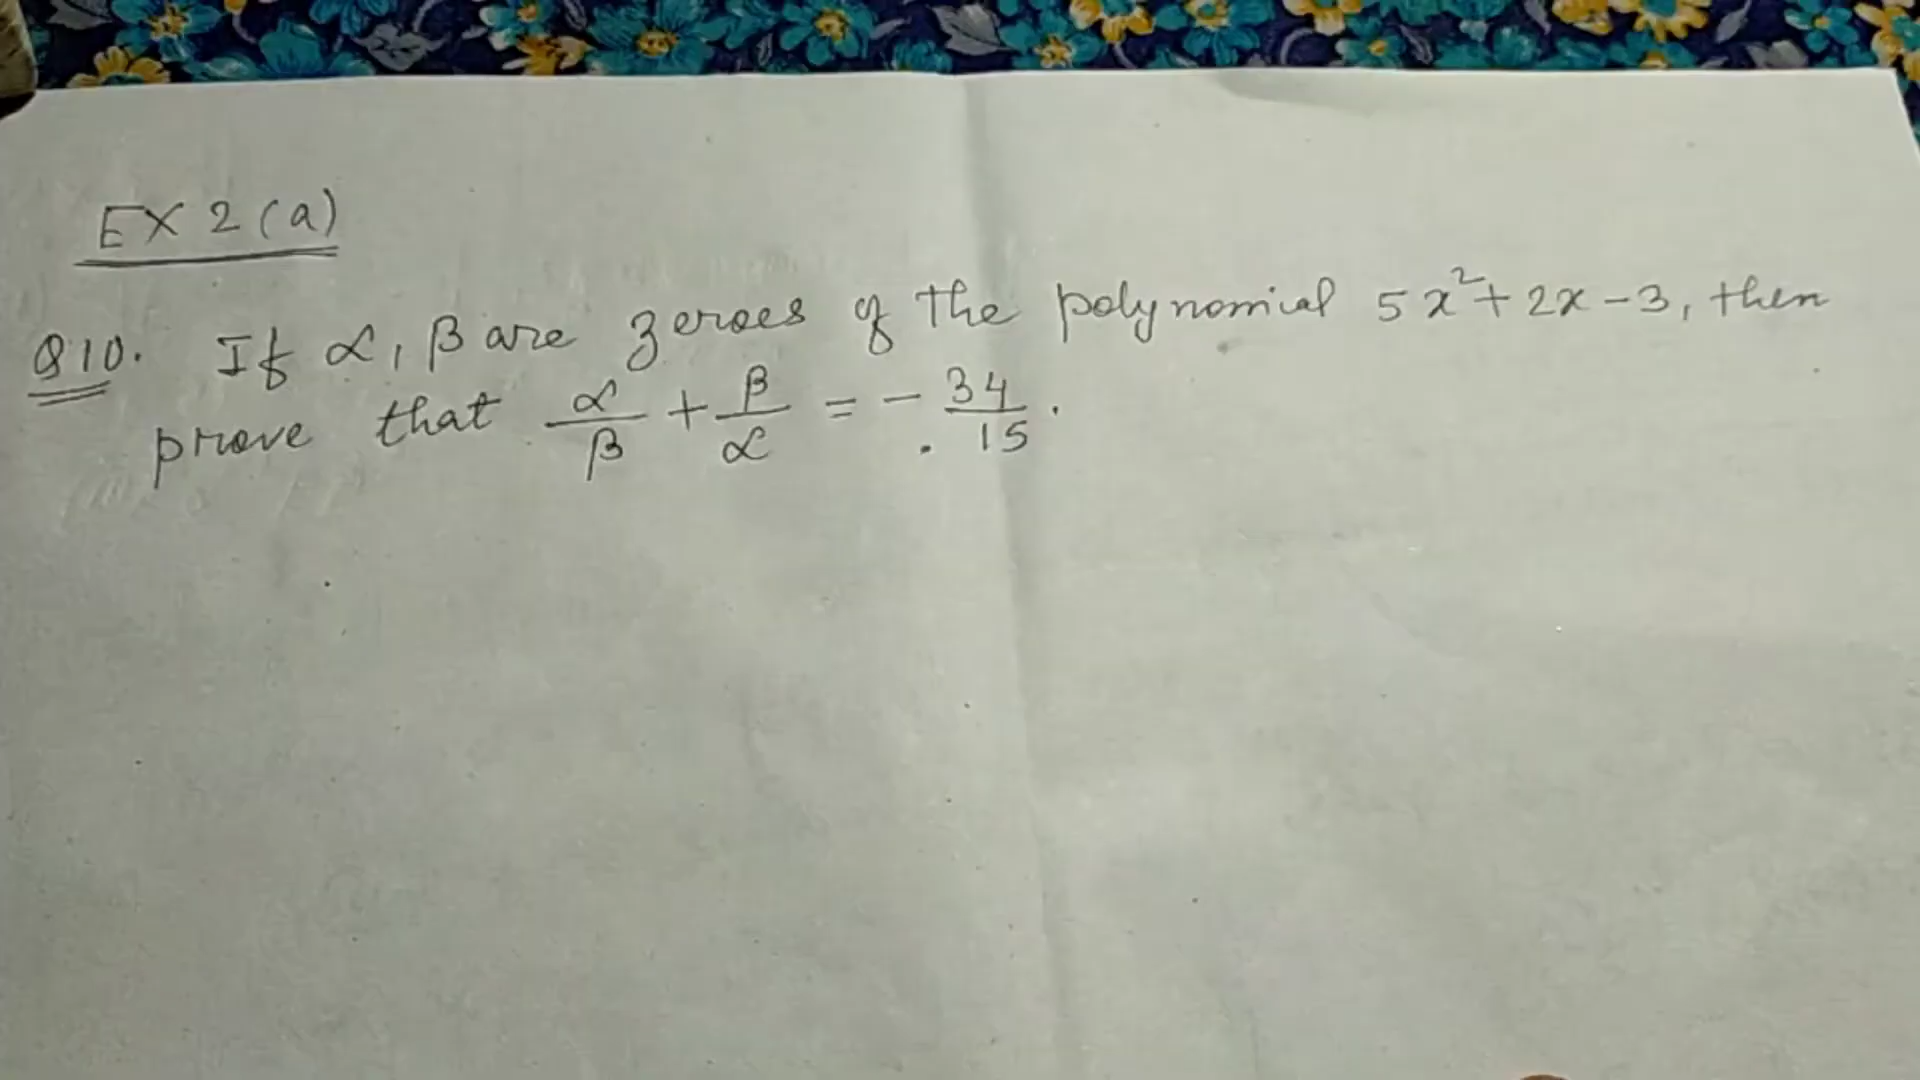 EX 2 (a)
Q10. If α, β are zeroes of the polynomial 5x²+ 2x - 3, then
prove that α/β + β/α = - 34/15.